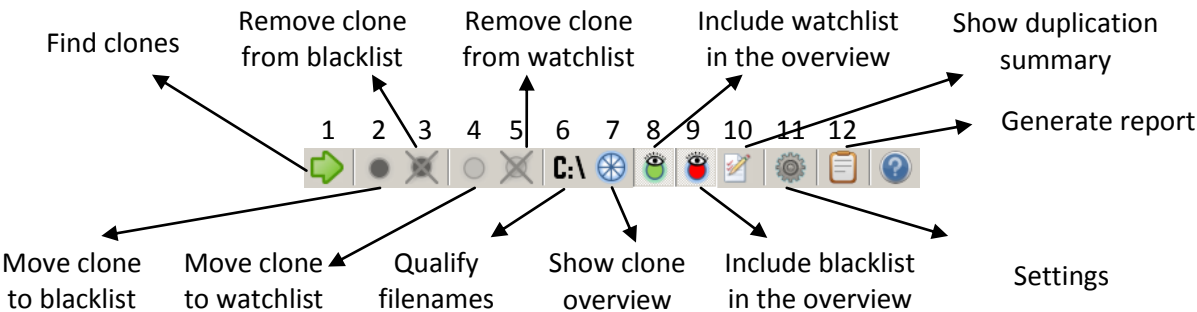 Find clones
Remove clone
from blacklist
Remove clone
from watchlist
Include watchlist
in the overview
Show duplication
summary
Generate report
1 2 3 4 5 6 7 8 9 10 11 12
C:\
Move clone
to blacklist
Move clone
to watchlist
Qualify
filenames
Show clone
overview
Include blacklist
in the overview
Settings